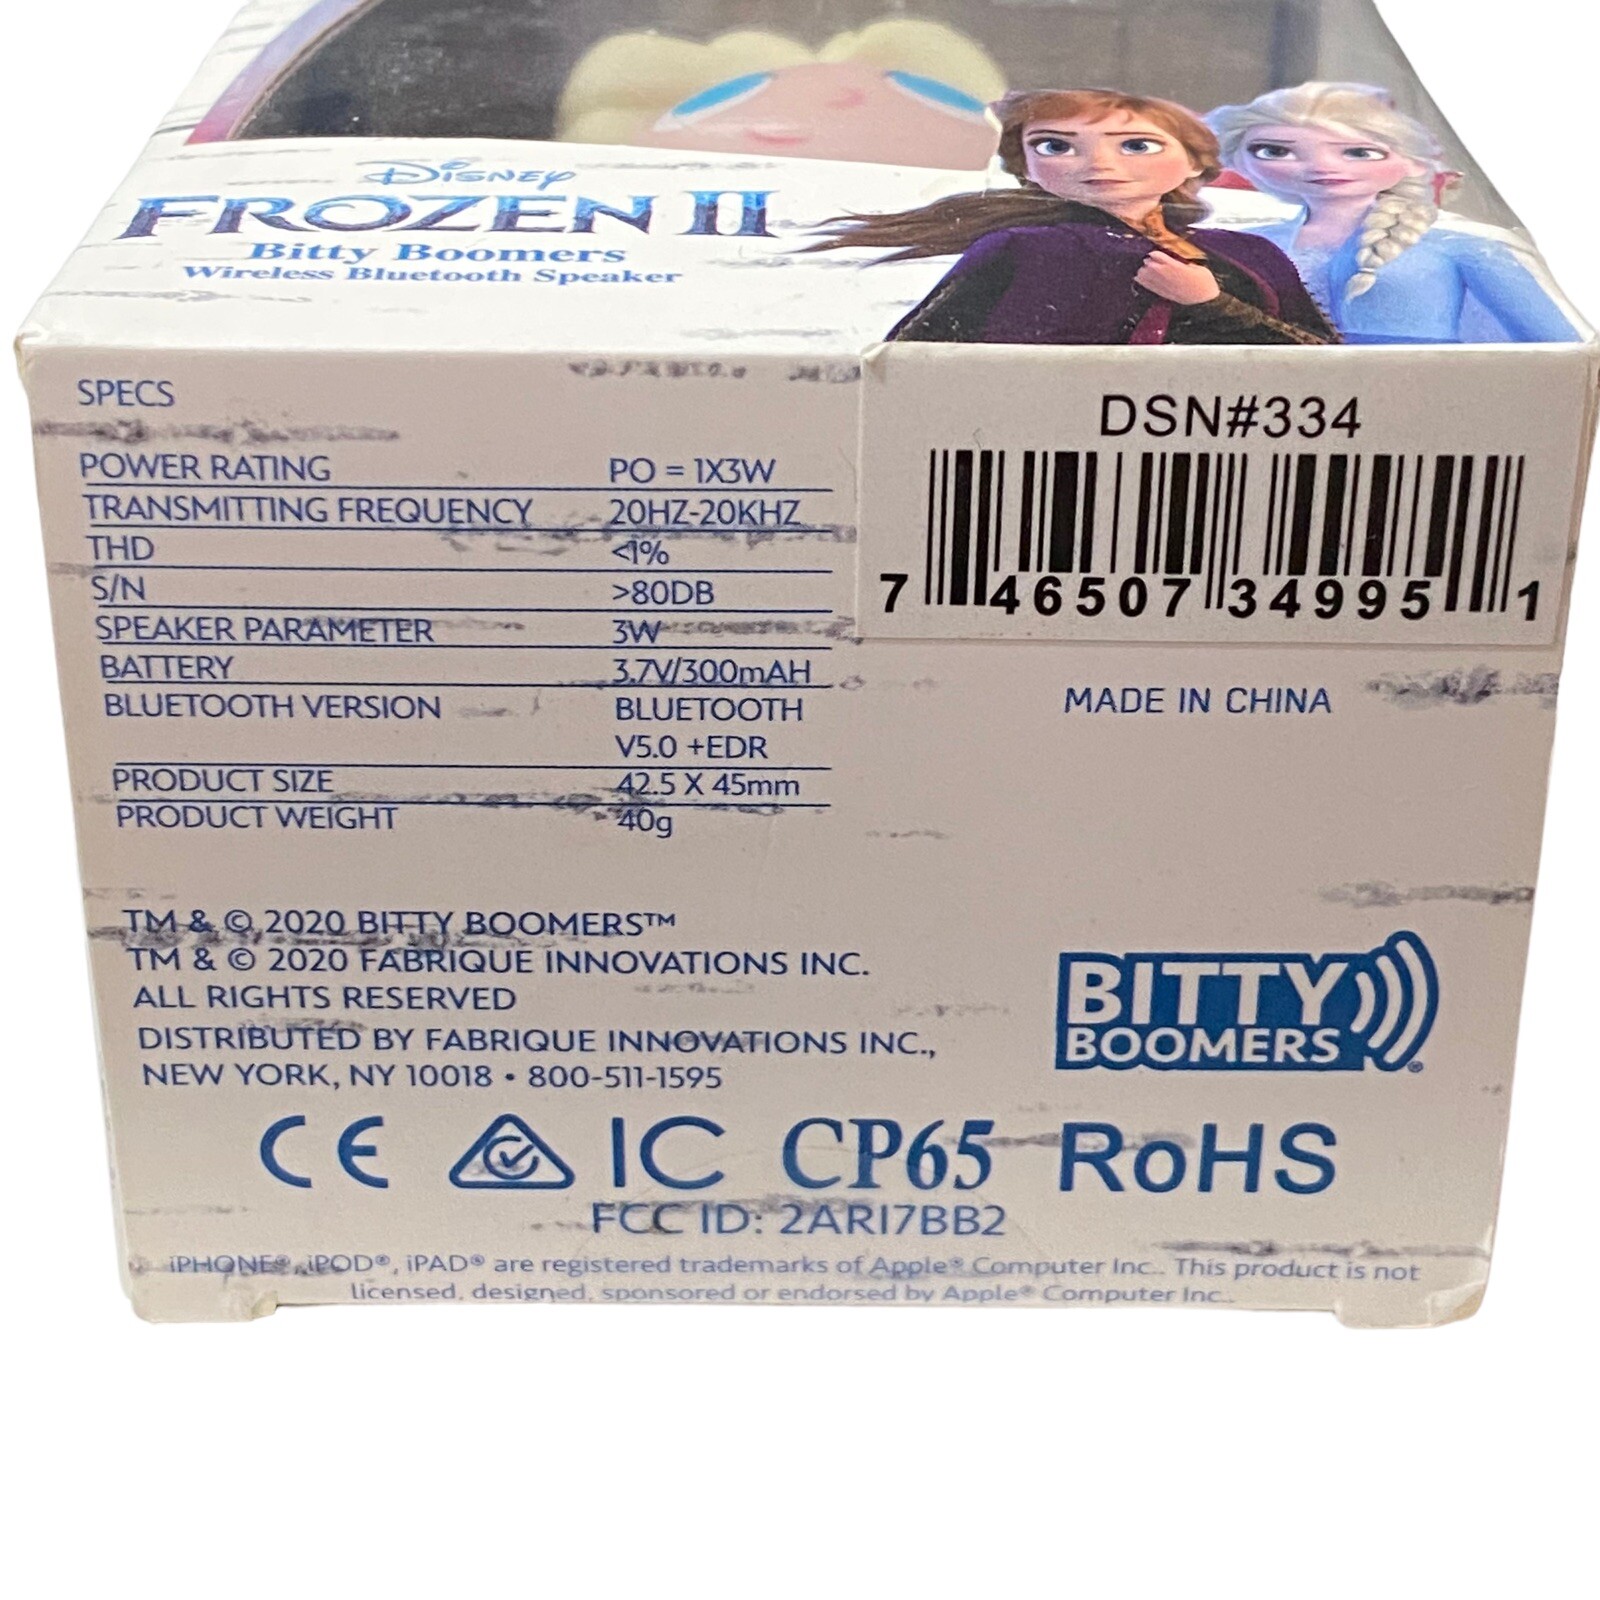 Disney
FROZEN II
Bitty Boomers
Wireless Bluetooth Speaker
SPECS
POWER RATING PO = 1X3W
TRANSMITTING FREQUENCY 20HZ-20KHZ
THD <1%
S/N >80DB
SPEAKER PARAMETER 3W
BATTERY 3.7V/300mAH
BLUETOOTH VERSION BLUETOOTH
V5.0 +EDR
PRODUCT SIZE 42.5 X 45mm
PRODUCT WEIGHT 40g
DSN#334
7 46507 34995 1
MADE IN CHINA
TM & © 2020 BITTY BOOMERS™
TM & © 2020 FABRIQUE INNOVATIONS INC.
ALL RIGHTS RESERVED
DISTRIBUTED BY FABRIQUE INNOVATIONS INC.,
NEW YORK, NY 10018 • 800-511-1595
BITTY
BOOMERS®
CE IC CP65 RoHS
FCC ID: 2ARI7BB2
iPHONE®, iPOD®, iPAD® are registered trademarks of Apple® Computer Inc.. This product is not
licensed, designed, sponsored or endorsed by Apple® Computer Inc..